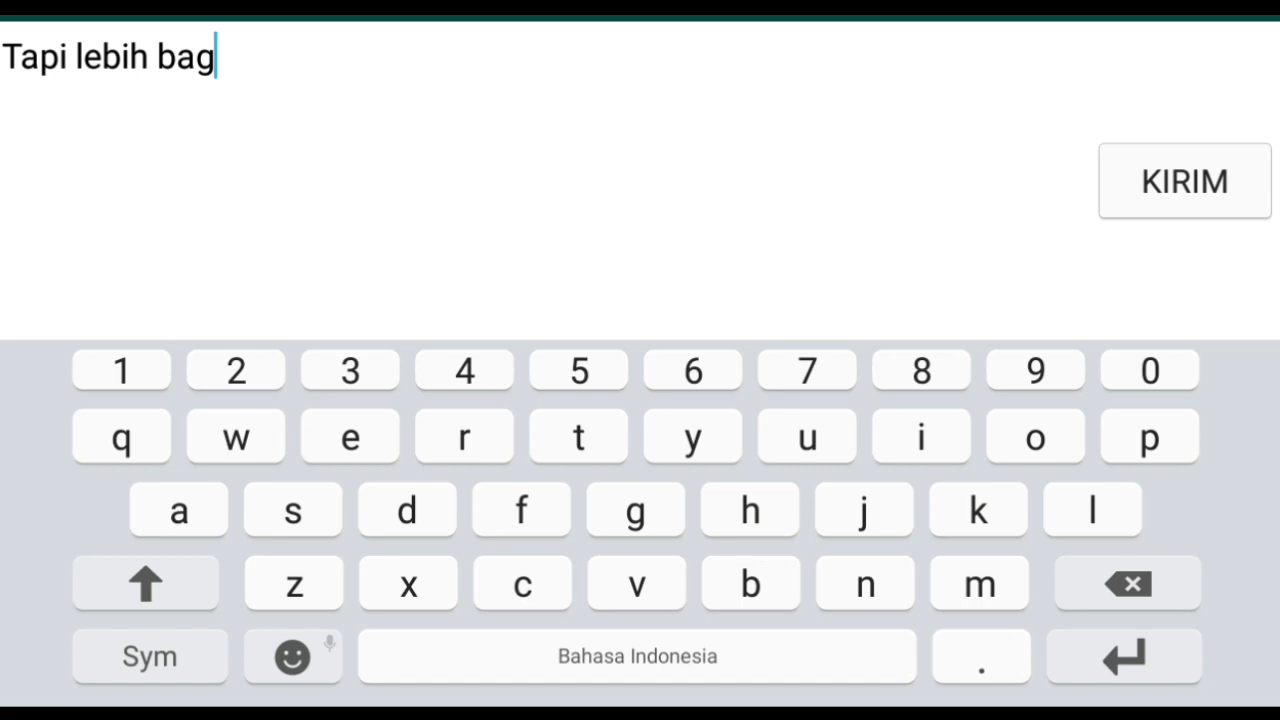 Tapi lebih bag
KIRIM
1 2 3 4 5 6 7 8 9 0
q w e r t y u i o p
a s d f g h j k l
z x c v b n m
Sym Bahasa Indonesia .